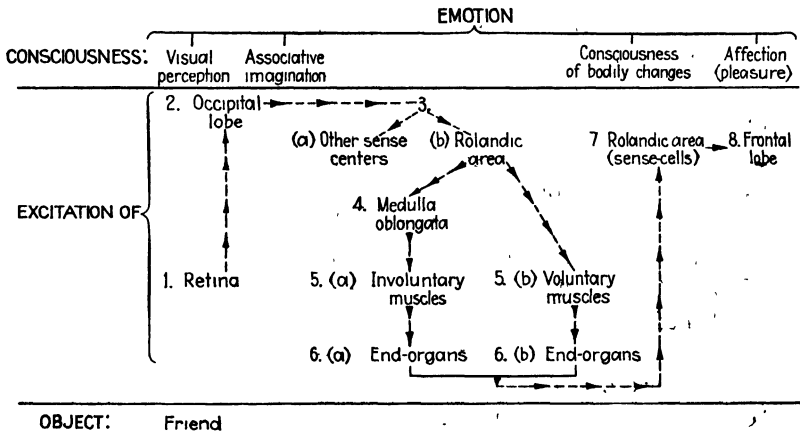 EMOTION
CONSCIOUSNESS: Visual perception Associative imagination Consciousness of bodily changes Affection (pleasure)
2. Occipital lobe 3.
(a) Other sense centers (b) Rolandic area 7 Rolandic area (sense-cells) 8. Frontal lobe
4. Medulla oblongata
EXCITATION OF
1. Retina 5. (a) Involuntary muscles 5. (b) Voluntary muscles
6. (a) End-organs 6. (b) End-organs
OBJECT: Friend